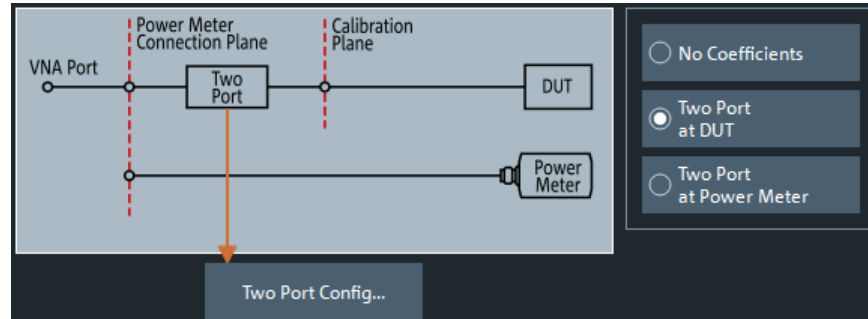 Power Meter
Connection Plane
Calibration
Plane
VNA Port
Two
Port
DUT
Power
Meter
Two Port Config...
No Coefficients
Two Port
at DUT
Two Port
at Power Meter